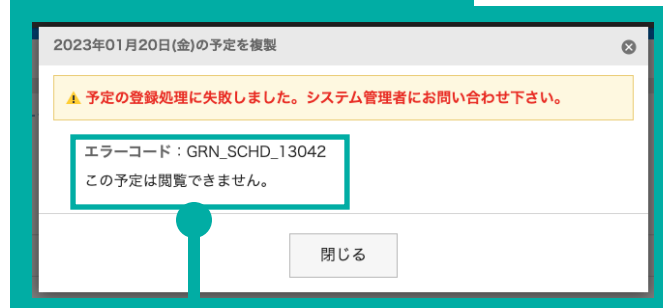 2023年01月20日(金)の予定を複製
予定の登録処理に失敗しました。システム管理者にお問い合わせ下さい。
エラーコード：GRN_SCHD_13042
この予定は閲覧できません。
閉じる